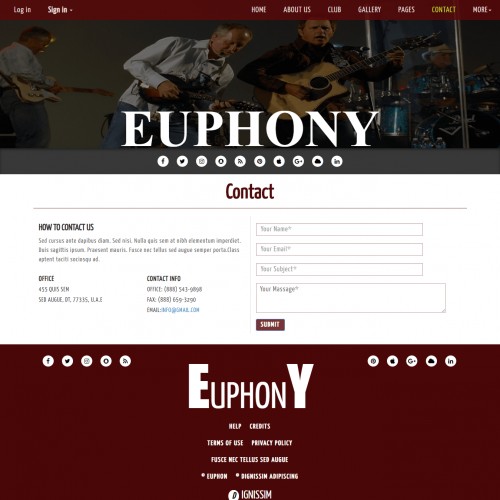 Log in Sign in HOME ABOUT US CLUB GALLERY PAGES CONTACT MORE
EUPHONY
Contact
HOW TO CONTACT US
Sed cursus ante dapibus diam. Sed nisi. Nulla quis sem at nibh elementum imperdiet.
Duis sagittis ipsum. Praesent mauris. Fusce nec tellus sed augue semper porta.Class
aptent taciti sociosqu ad.
OFFICE
455 QUIS SEM
SED AUGUE, DT, 77335, U.A.E
CONTACT INFO
OFFICE: (888) 543-9898
FAX: (888) 659-3290
EMAIL:INFO@GMAIL.COM
Your Name*
Your Email*
Your Subject*
Your Massage*
SUBMIT
EUPHONY
HELP CREDITS
TERMS OF USE PRIVACY POLICY
FUSCE NEC TELLUS SED AUGUE
© EUPHON © DIGNISSIM ADIPISCING
D IGNISSIM